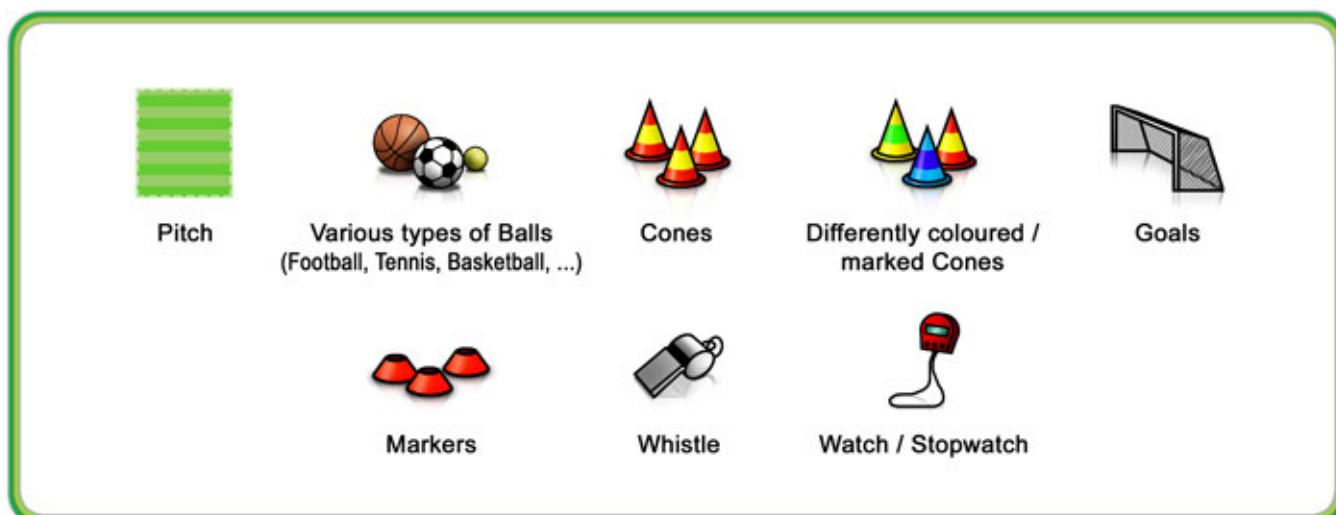 Pitch
Various types of Balls
(Football, Tennis, Basketball, ...)
Cones
Differently coloured /
marked Cones
Goals
Markers
Whistle
Watch / Stopwatch